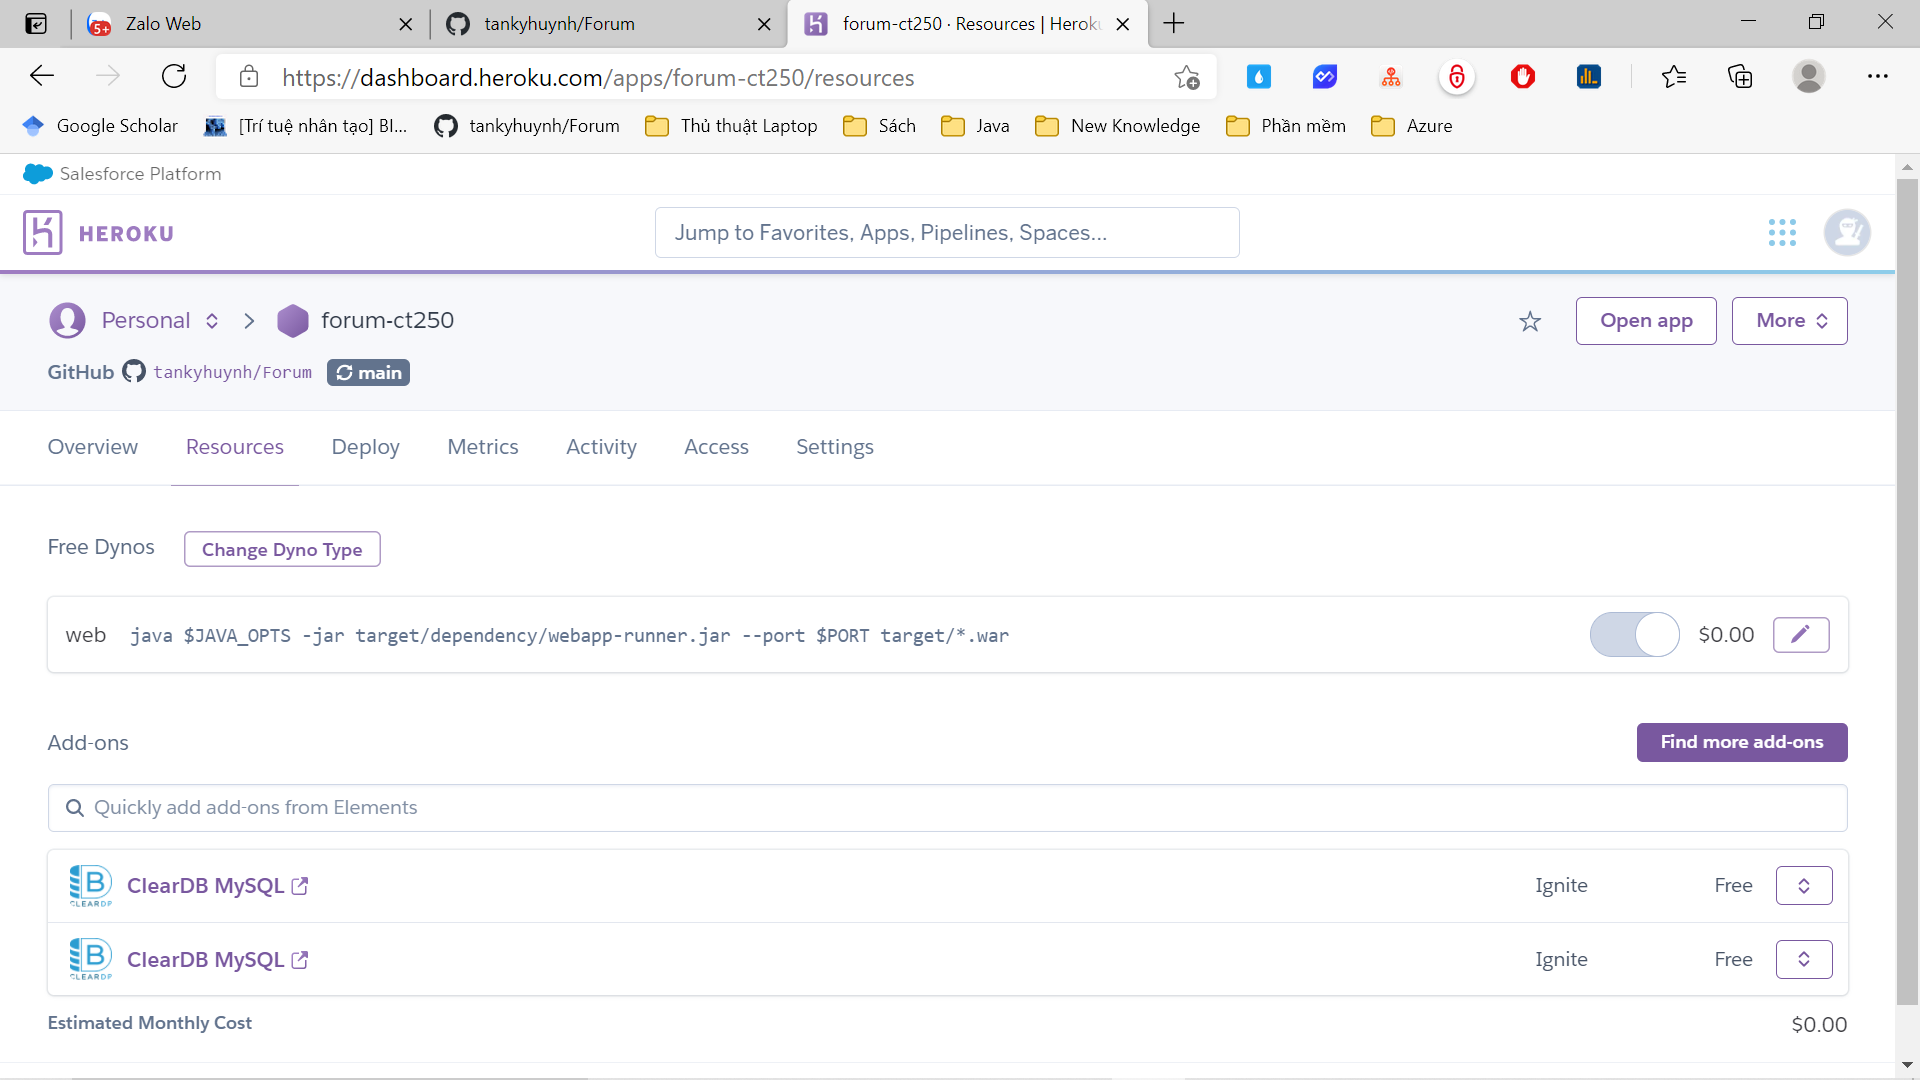 5+ Zalo Web
tankyhuynh/Forum
forum-ct250 · Resources | Heroku
https://dashboard.heroku.com/apps/forum-ct250/resources
Google Scholar
[Trí tuệ nhân tạo] BI...
tankyhuynh/Forum
Thủ thuật Laptop
Sách
Java
New Knowledge
Phần mềm
Azure
Salesforce Platform
HEROKU
Jump to Favorites, Apps, Pipelines, Spaces...
Personal
forum-ct250
Open app
More
GitHub tankyhuynh/Forum main
Overview
Resources
Deploy
Metrics
Activity
Access
Settings
Free Dynos
Change Dyno Type
web java $JAVA_OPTS -jar target/dependency/webapp-runner.jar --port $PORT target/*.war
$0.00
Add-ons
Find more add-ons
Quickly add add-ons from Elements
B CLEARDB
ClearDB MySQL
Ignite
Free
B CLEARDB
ClearDB MySQL
Ignite
Free
Estimated Monthly Cost
$0.00